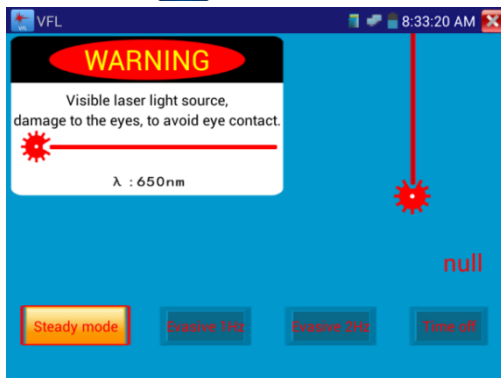 VFL
8:33:20 AM
WARNING
Visible laser light source,
damage to the eyes, to avoid eye contact.
λ :650nm
null
Steady mode
Evasive 1Hz
Evasive 2Hz
Time off